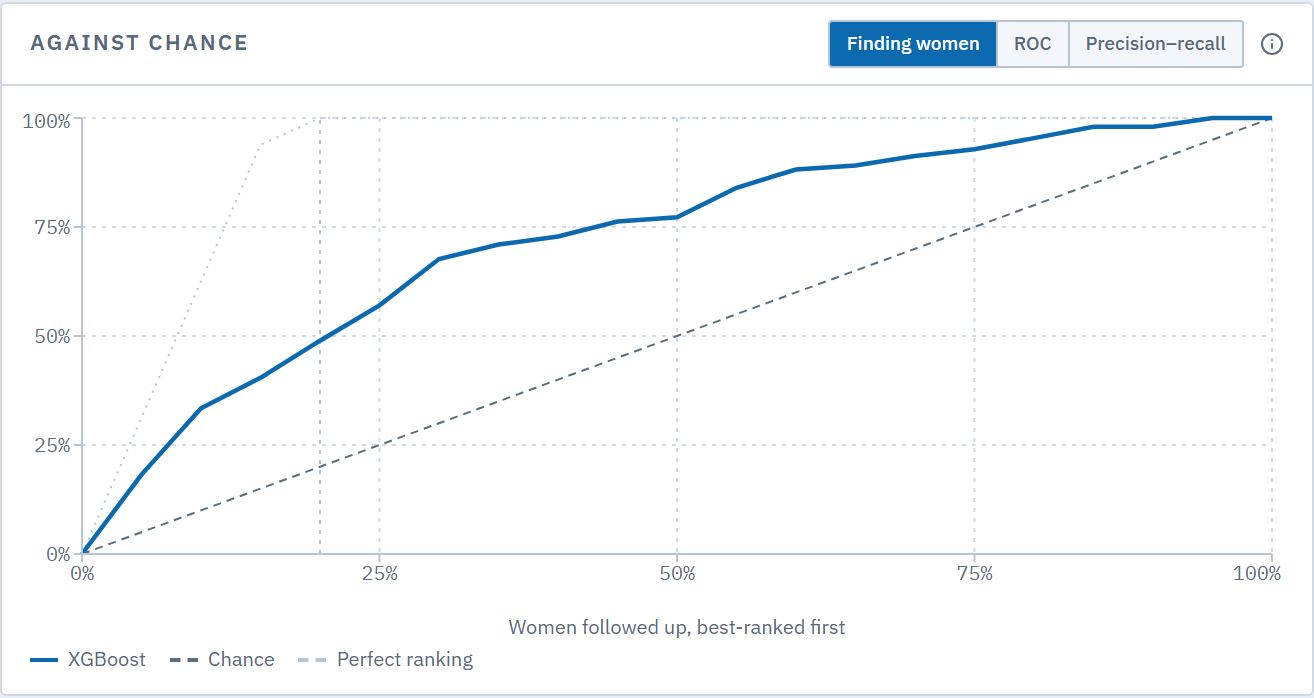 AGAINST CHANCE
Finding women
ROC
Precision–recall
100%
75%
50%
25%
0%
0%
25%
50%
75%
100%
Women followed up, best-ranked first
XGBoost
Chance
Perfect ranking